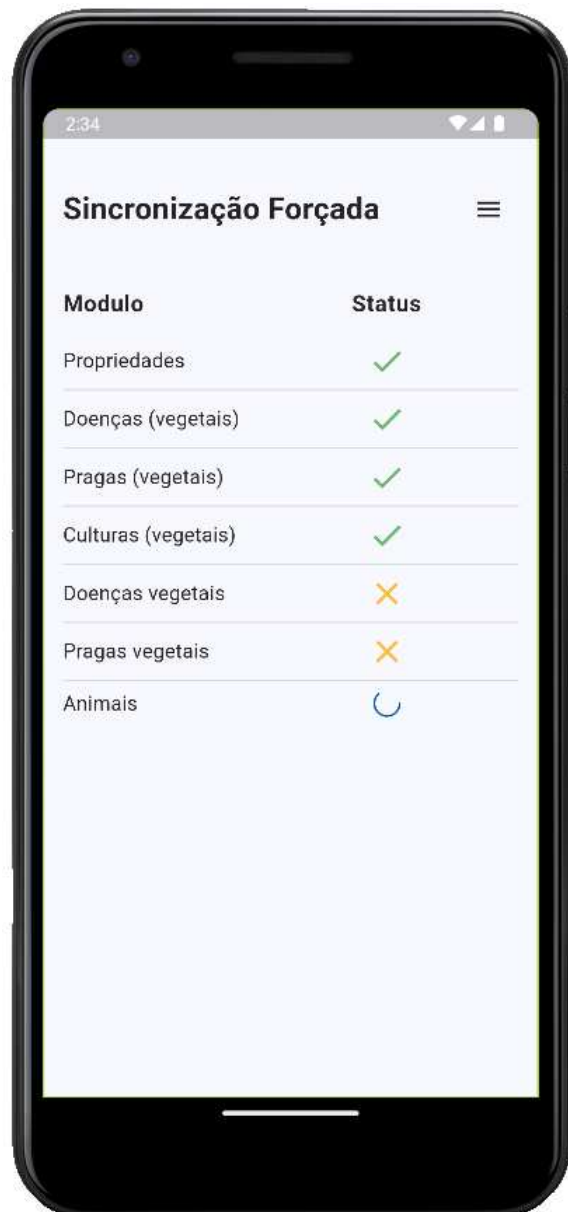 2:34
Sincronização Forçada
Modulo Status
Propriedades
Doenças (vegetais)
Pragas (vegetais)
Culturas (vegetais)
Doenças vegetais
Pragas vegetais
Animais